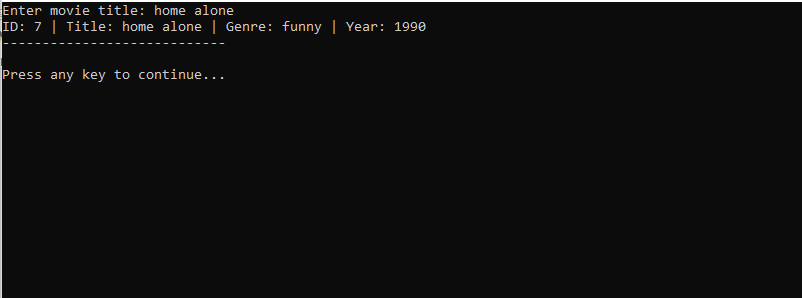 Enter movie title: home alone
ID: 7 | Title: home alone | Genre: funny | Year: 1990
----------------------------
Press any key to continue...